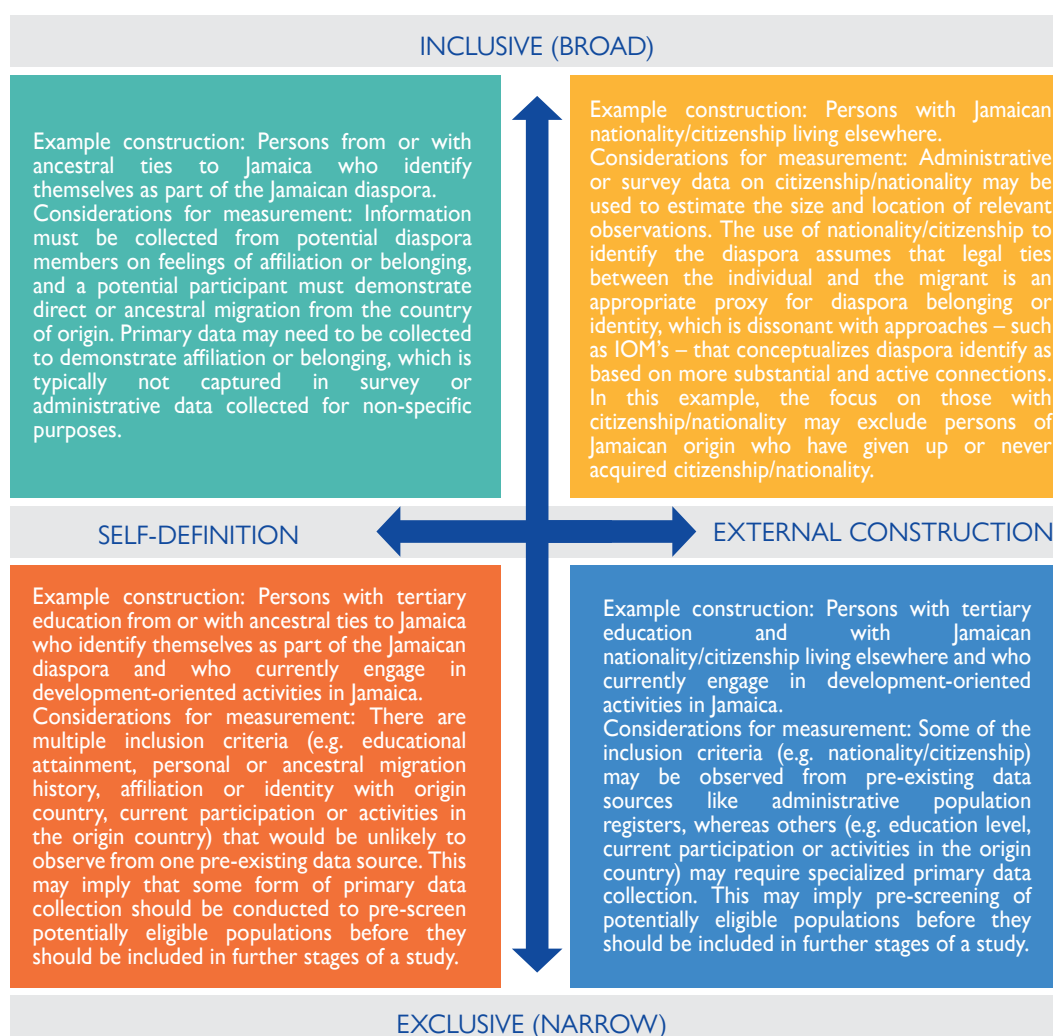 INCLUSIVE (BROAD)
Example construction: Persons from or with
ancestral ties to Jamaica who identify
themselves as part of the Jamaican diaspora.
Considerations for measurement: Information
must be collected from potential diaspora
members on feelings of affiliation or belonging,
and a potential participant must demonstrate
direct or ancestral migration from the country
of origin. Primary data may need to be collected
to demonstrate affiliation or belonging, which is
typically not captured in survey or
administrative data collected for non-specific
purposes.
Example construction: Persons with Jamaican
nationality/citizenship living elsewhere.
Considerations for measurement: Administrative
or survey data on citizenship/nationality may be
used to estimate the size and location of relevant
observations. The use of nationality/citizenship to
identify the diaspora assumes that legal ties
between the individual and the migrant is an
appropriate proxy for diaspora belonging or
identity, which is dissonant with approaches – such
as IOM's – that conceptualizes diaspora identify as
based on more substantial and active connections.
In this example, the focus on those with
citizenship/nationality may exclude persons of
Jamaican origin who have given up or never
acquired citizenship/nationality.
SELF-DEFINITION
EXTERNAL CONSTRUCTION
Example construction: Persons with tertiary
education from or with ancestral ties to Jamaica
who identify themselves as part of the Jamaican
diaspora and who currently engage in
development-oriented activities in Jamaica.
Considerations for measurement: There are
multiple inclusion criteria (e.g. educational
attainment, personal or ancestral migration
history, affiliation or identity with origin
country, current participation or activities in
the origin country) that would be unlikely to
observe from one pre-existing data source. This
may imply that some form of primary data
collection should be conducted to pre-screen
potentially eligible populations before they
should be included in further stages of a study.
Example construction: Persons with tertiary
education and with Jamaican
nationality/citizenship living elsewhere and who
currently engage in development-oriented
activities in Jamaica.
Considerations for measurement: Some of the
inclusion criteria (e.g. nationality/citizenship)
may be observed from pre-existing data
sources like administrative population
registers, whereas others (e.g. education level,
current participation or activities in the origin
country) may require specialized primary data
collection. This may imply pre-screening of
potentially eligible populations before they
should be included in further stages of a study.
EXCLUSIVE (NARROW)